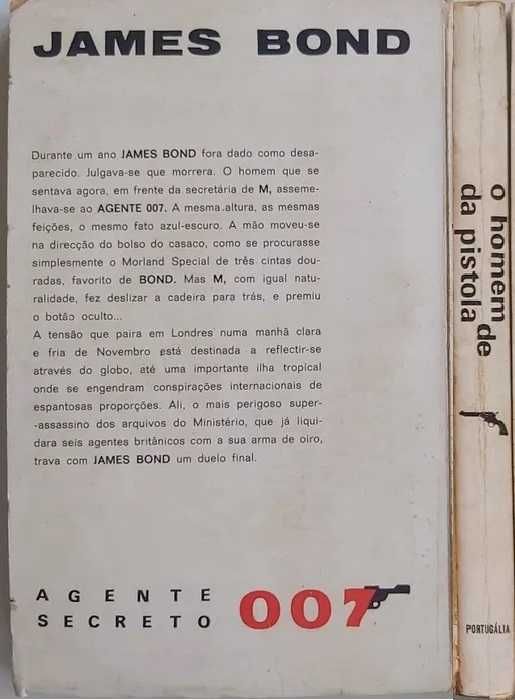 JAMES BOND
Durante um ano JAMES BOND fora dado como desa-
parecido. Julgava-se que morrera. O homem que se
sentava agora, em frente da secretária de M, asseme-
lhava-se ao AGENTE 007. A mesma altura, as mesmas
feições, o mesmo fato azul-escuro. A mão moveu-se
na direcção do bolso do casaco, como se procurasse
simplesmente o Morland Special de três cintas dou-
radas, favorito de BOND. Mas M, com igual natu-
ralidade, fez deslizar a cadeira para trás, e premiu
o botão oculto...
A tensão que paira em Londres numa manhã clara
e fria de Novembro está destinada a reflectir-se
através do globo, até uma importante ilha tropical
onde se engendram conspirações internacionais de
espantosas proporções. Ali, o mais perigoso super-
-assassino dos arquivos do Ministério, que já liqui-
dara seis agentes britânicos com a sua arma de oiro,
trava com JAMES BOND um duelo final.
AGENTE
SECRETO 007
o homem
da pistola de
PORTUGÁLIA